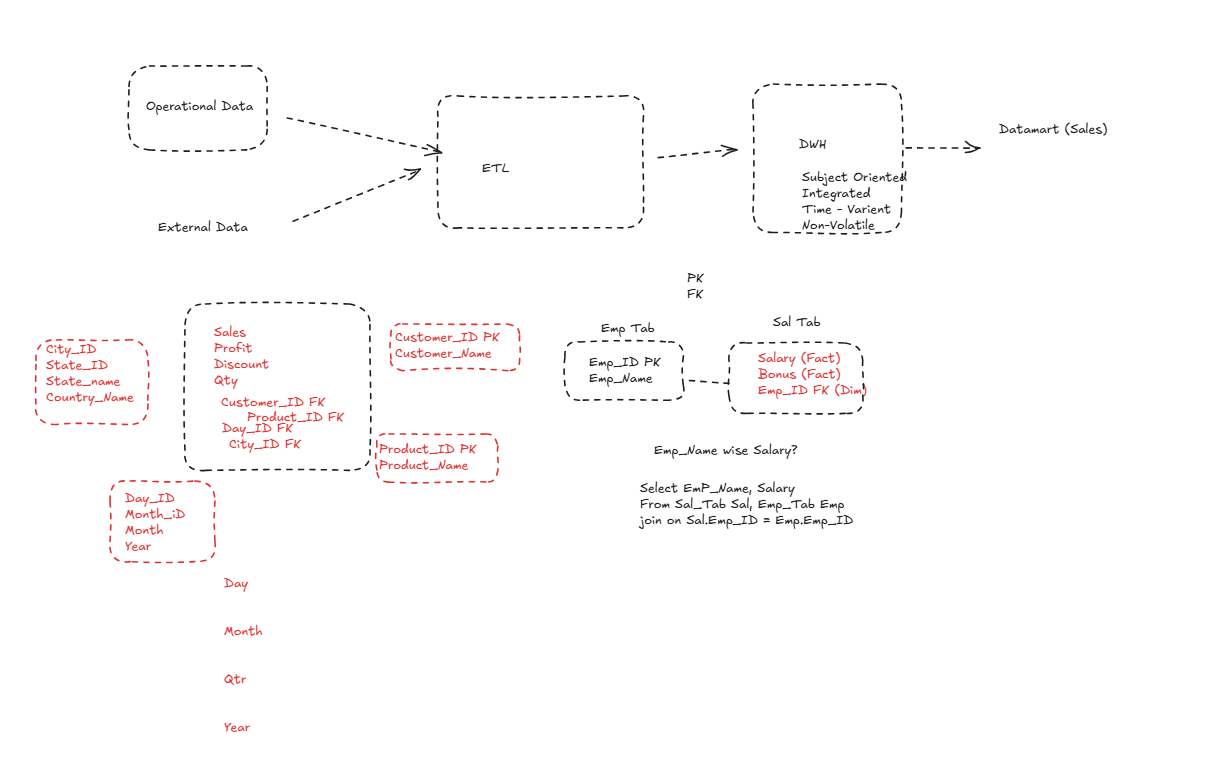 Operational Data
External Data
ETL
DWH
Subject Oriented
Integrated
Time - Varient
Non-Volatile
Datamart (Sales)
City_ID
State_ID
State_name
Country_Name
Sales
Profit
Discount
Qty
Customer_ID FK
Product_ID FK
Day_ID FK
City_ID FK
Customer_ID PK
Customer_Name
Product_ID PK
Product_Name
Day_ID
Month_iD
Month
Year
Day
Month
Qtr
Year
PK
FK
Emp Tab
Emp_ID PK
Emp_Name
Sal Tab
Salary (Fact)
Bonus (Fact)
Emp_ID FK (Dim)
Emp_Name wise Salary?
Select EmP_Name, Salary
From Sal_Tab Sal, Emp_Tab Emp
join on Sal.Emp_ID = Emp.Emp_ID